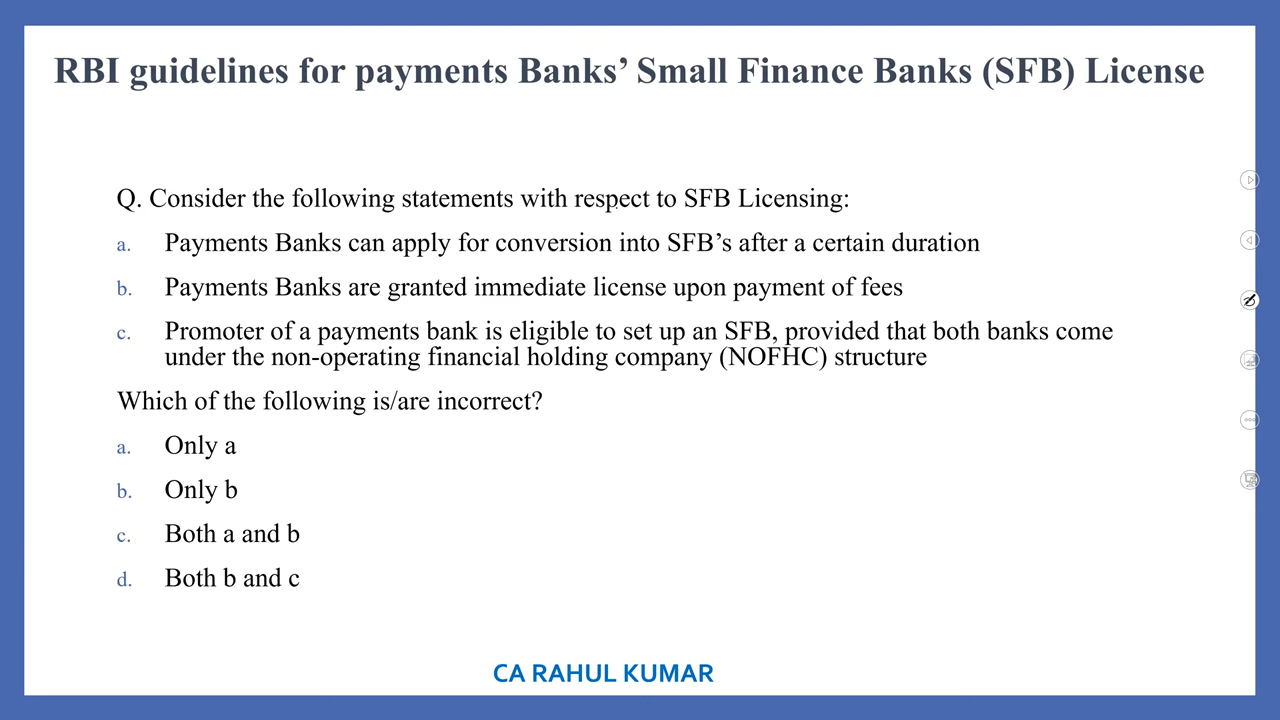 RBI guidelines for payments Banks’ Small Finance Banks (SFB) License
Q. Consider the following statements with respect to SFB Licensing:
a. Payments Banks can apply for conversion into SFB’s after a certain duration
b. Payments Banks are granted immediate license upon payment of fees
c. Promoter of a payments bank is eligible to set up an SFB, provided that both banks come
under the non-operating financial holding company (NOFHC) structure
Which of the following is/are incorrect?
a. Only a
b. Only b
c. Both a and b
d. Both b and c
CA RAHUL KUMAR